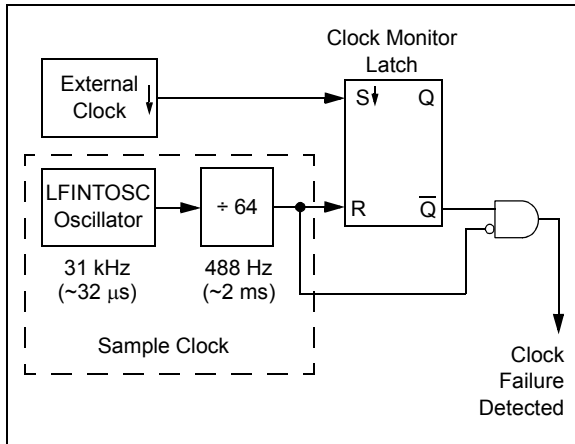 Clock Monitor
Latch
External
Clock
S
Q
LFINTOSC
Oscillator
÷ 64
R
Q̅
31 kHz
(~32 μs)
488 Hz
(~2 ms)
Sample Clock
Clock
Failure
Detected